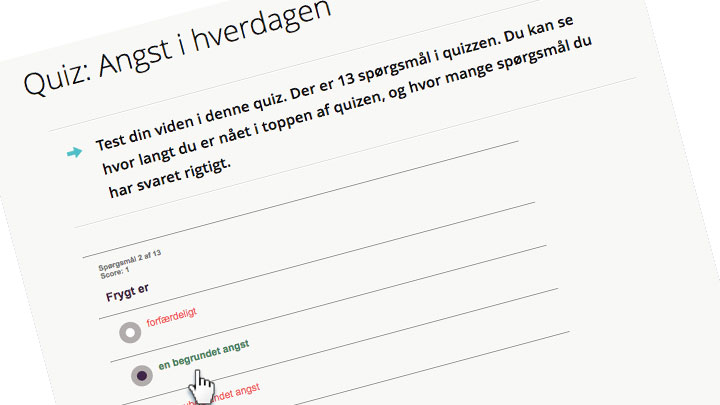 Quiz: Angst i hverdagen
Test din viden i denne quiz. Der er 13 spørgsmål i quizzen. Du kan se
hvor langt du er nået i toppen af quizen, og hvor mange spørgsmål du
har svaret rigtigt.
Spørgsmål 2 af 13
Score: 1
Frygt er
forfærdeligt
en begrundet angst
angst